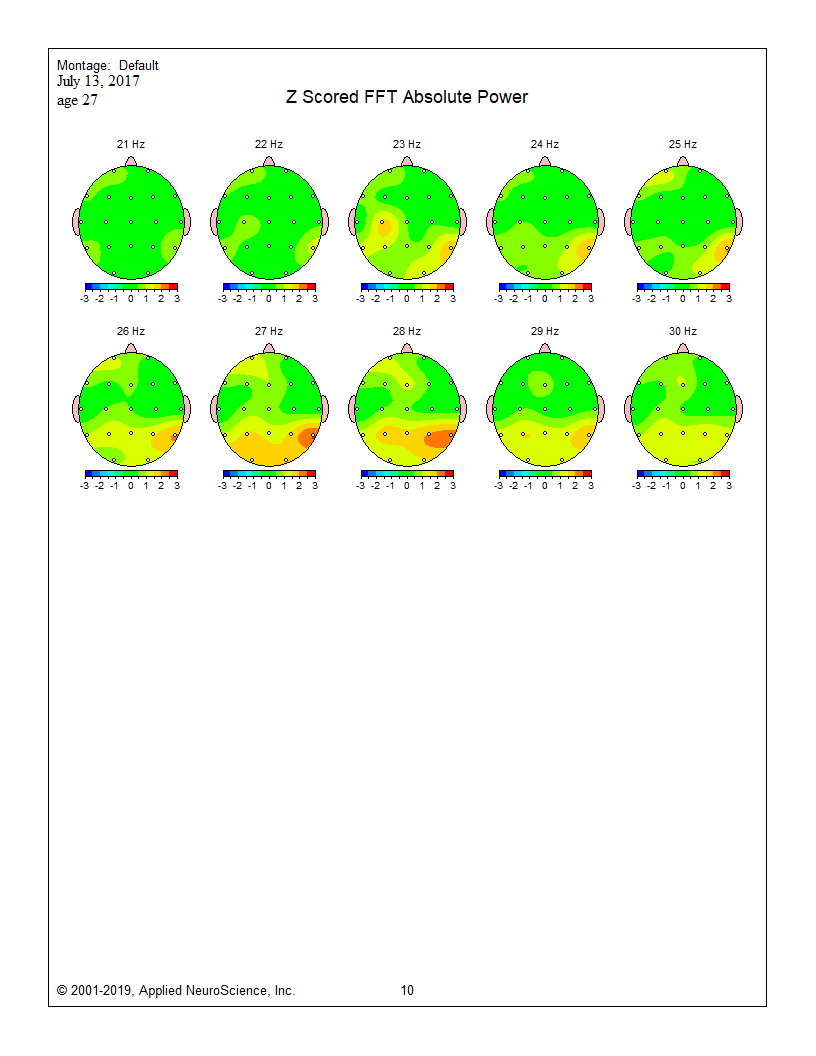 Montage: Default
July 13, 2017
age 27
Z Scored FFT Absolute Power
21 Hz 22 Hz 23 Hz 24 Hz 25 Hz
-3 -2 -1 0 1 2 3 -3 -2 -1 0 1 2 3 -3 -2 -1 0 1 2 3 -3 -2 -1 0 1 2 3 -3 -2 -1 0 1 2 3
26 Hz 27 Hz 28 Hz 29 Hz 30 Hz
-3 -2 -1 0 1 2 3 -3 -2 -1 0 1 2 3 -3 -2 -1 0 1 2 3 -3 -2 -1 0 1 2 3 -3 -2 -1 0 1 2 3
© 2001-2019, Applied NeuroScience, Inc. 10